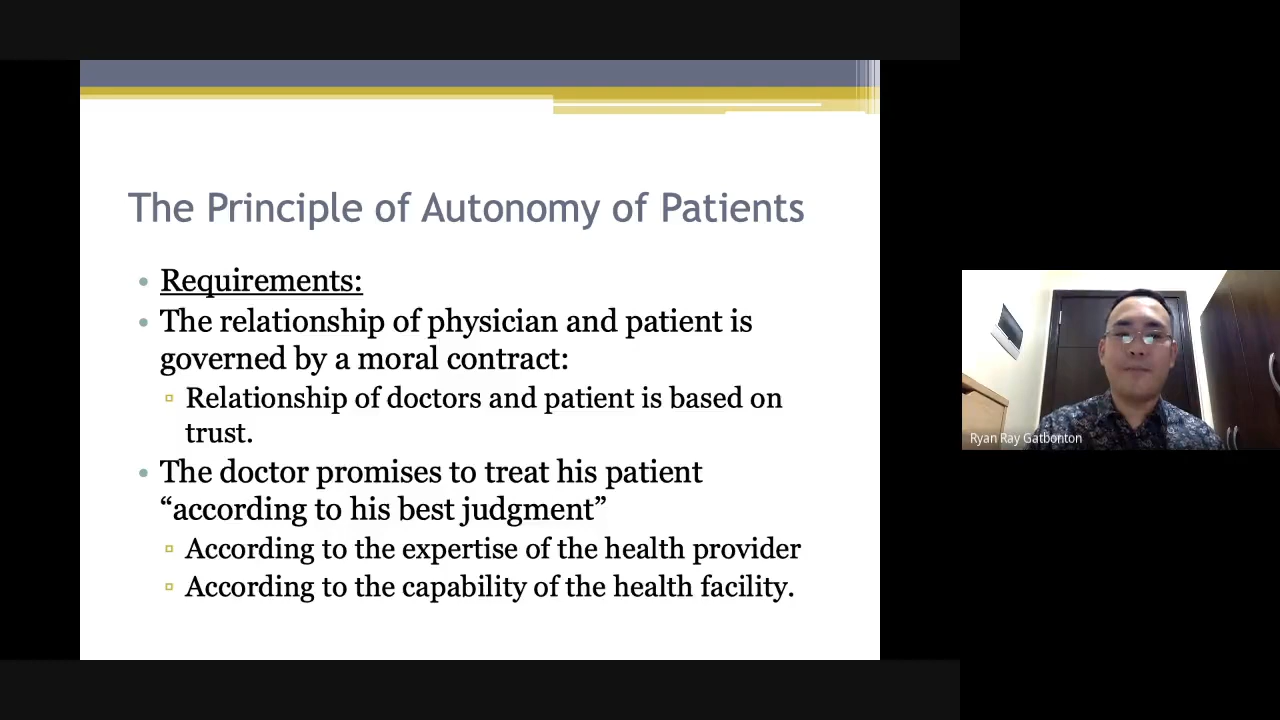 The Principle of Autonomy of Patients
• Requirements:
• The relationship of physician and patient is
governed by a moral contract:
▫ Relationship of doctors and patient is based on
trust.
• The doctor promises to treat his patient
“according to his best judgment”
▫ According to the expertise of the health provider
▫ According to the capability of the health facility.
Ryan Ray Gatbonton